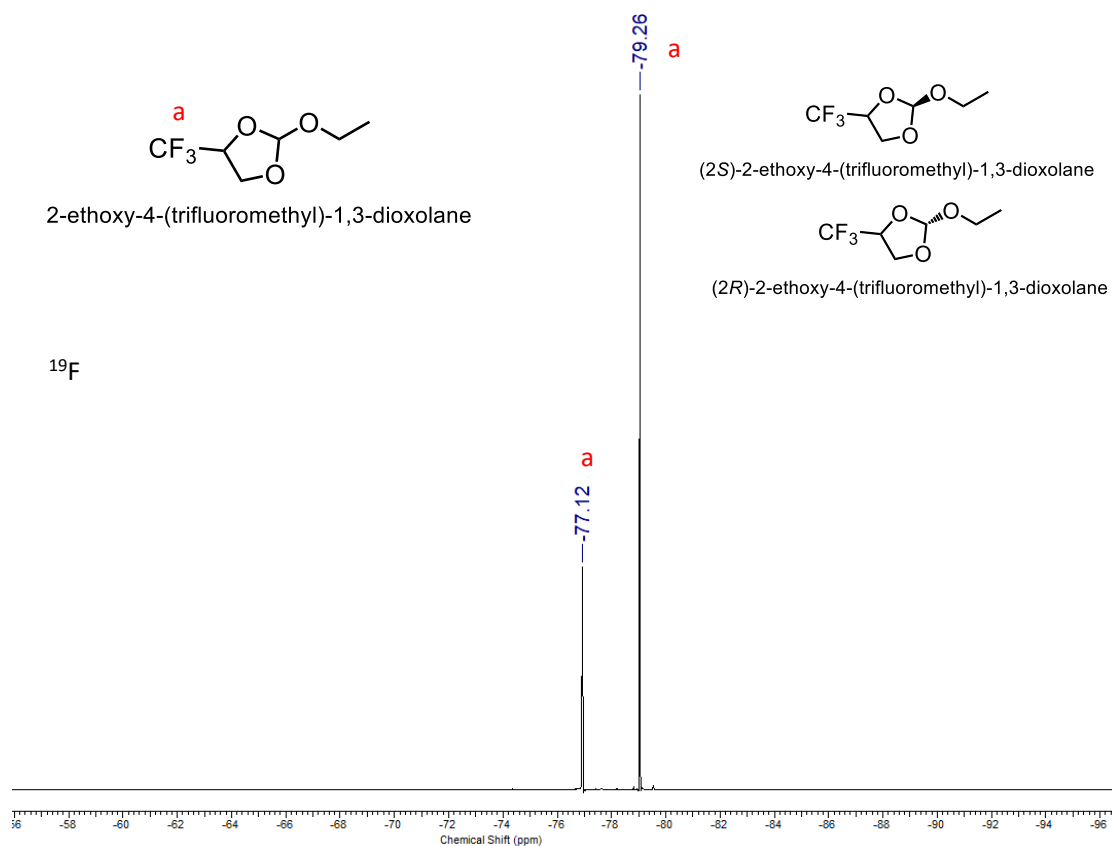 a
CF3
O
O
O
2-ethoxy-4-(trifluoromethyl)-1,3-dioxolane
19F
-77.12
a
-79.26
a
CF3
O
O
O
(2S)-2-ethoxy-4-(trifluoromethyl)-1,3-dioxolane
CF3
O
O
O
(2R)-2-ethoxy-4-(trifluoromethyl)-1,3-dioxolane
-58 -60 -62 -64 -66 -68 -70 -72 -74 -76 -78 -80 -82 -84 -86 -88 -90 -92 -94 -96
Chemical Shift (ppm)